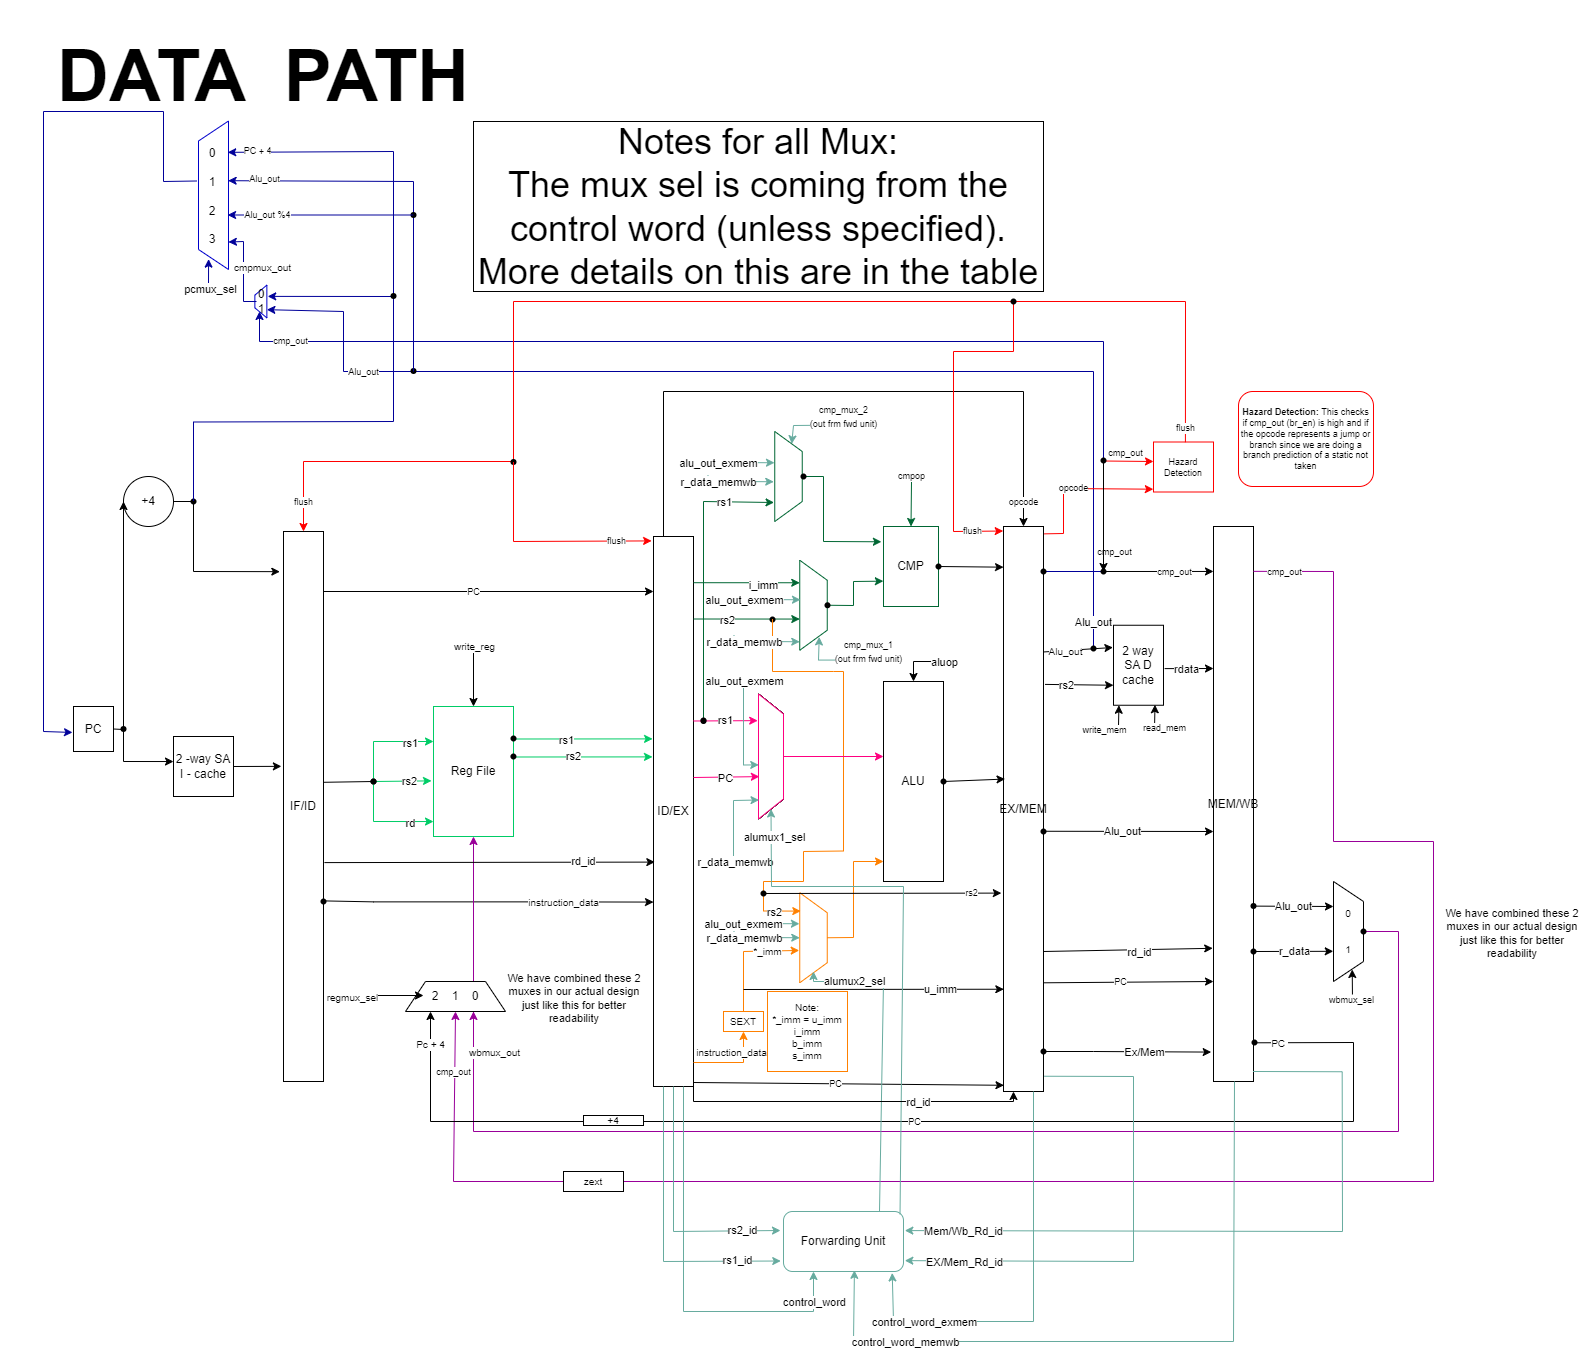 DATA PATH
Notes for all Mux:
The mux sel is coming from the
control word (unless specified).
More details on this are in the table
0
PC + 4
1
Alu_out
2
Alu_out %4
3
cmpmux_out
pcmux_sel
0
1
cmp_out
Alu_out
Hazard Detection: This checks
if cmp_out (br_en) is high and if
the opcode represents a jump or
branch since we are doing a
branch prediction of a static not
taken
flush
cmp_out
Hazard
Detection
opcode
cmp_mux_2
(out frm fwd unit)
alu_out_exmem
r_data_memwb
rs1
cmpop
opcode
+4
flush
flush
flush
CMP
cmp_out
cmp_out
cmp_out
i_imm
alu_out_exmem
rs2
r_data_memwb
cmp_mux_1
(out frm fwd unit)
PC
write_reg
Alu_out
Alu_out
2 way
SA D
cache
rdata
rs2
write_mem
read_mem
aluop
alu_out_exmem
rs1
PC
r_data_memwb
alumux1_sel
ALU
PC
2 -way SA
I - cache
IF/ID
rs1
rs2
rd
Reg File
rs1
rs2
ID/EX
EX/MEM
MEM/WB
Alu_out
rd_id
instruction_data
rs2
rs2
alu_out_exmem
r_data_memwb
*_imm
alumux2_sel
u_imm
Alu_out
r_data
0
1
wbmux_sel
We have combined these 2
muxes in our actual design
just like this for better
readability
rd_id
PC
We have combined these 2
muxes in our actual design
just like this for better
readability
regmux_sel
2 1 0
Pc + 4
wbmux_out
cmp_out
SEXT
instruction_data
Note:
*_imm = u_imm
i_imm
b_imm
s_imm
Ex/Mem
PC
PC
rd_id
+4
PC
zext
rs2_id
rs1_id
Forwarding Unit
Mem/Wb_Rd_id
EX/Mem_Rd_id
control_word
control_word_exmem
control_word_memwb